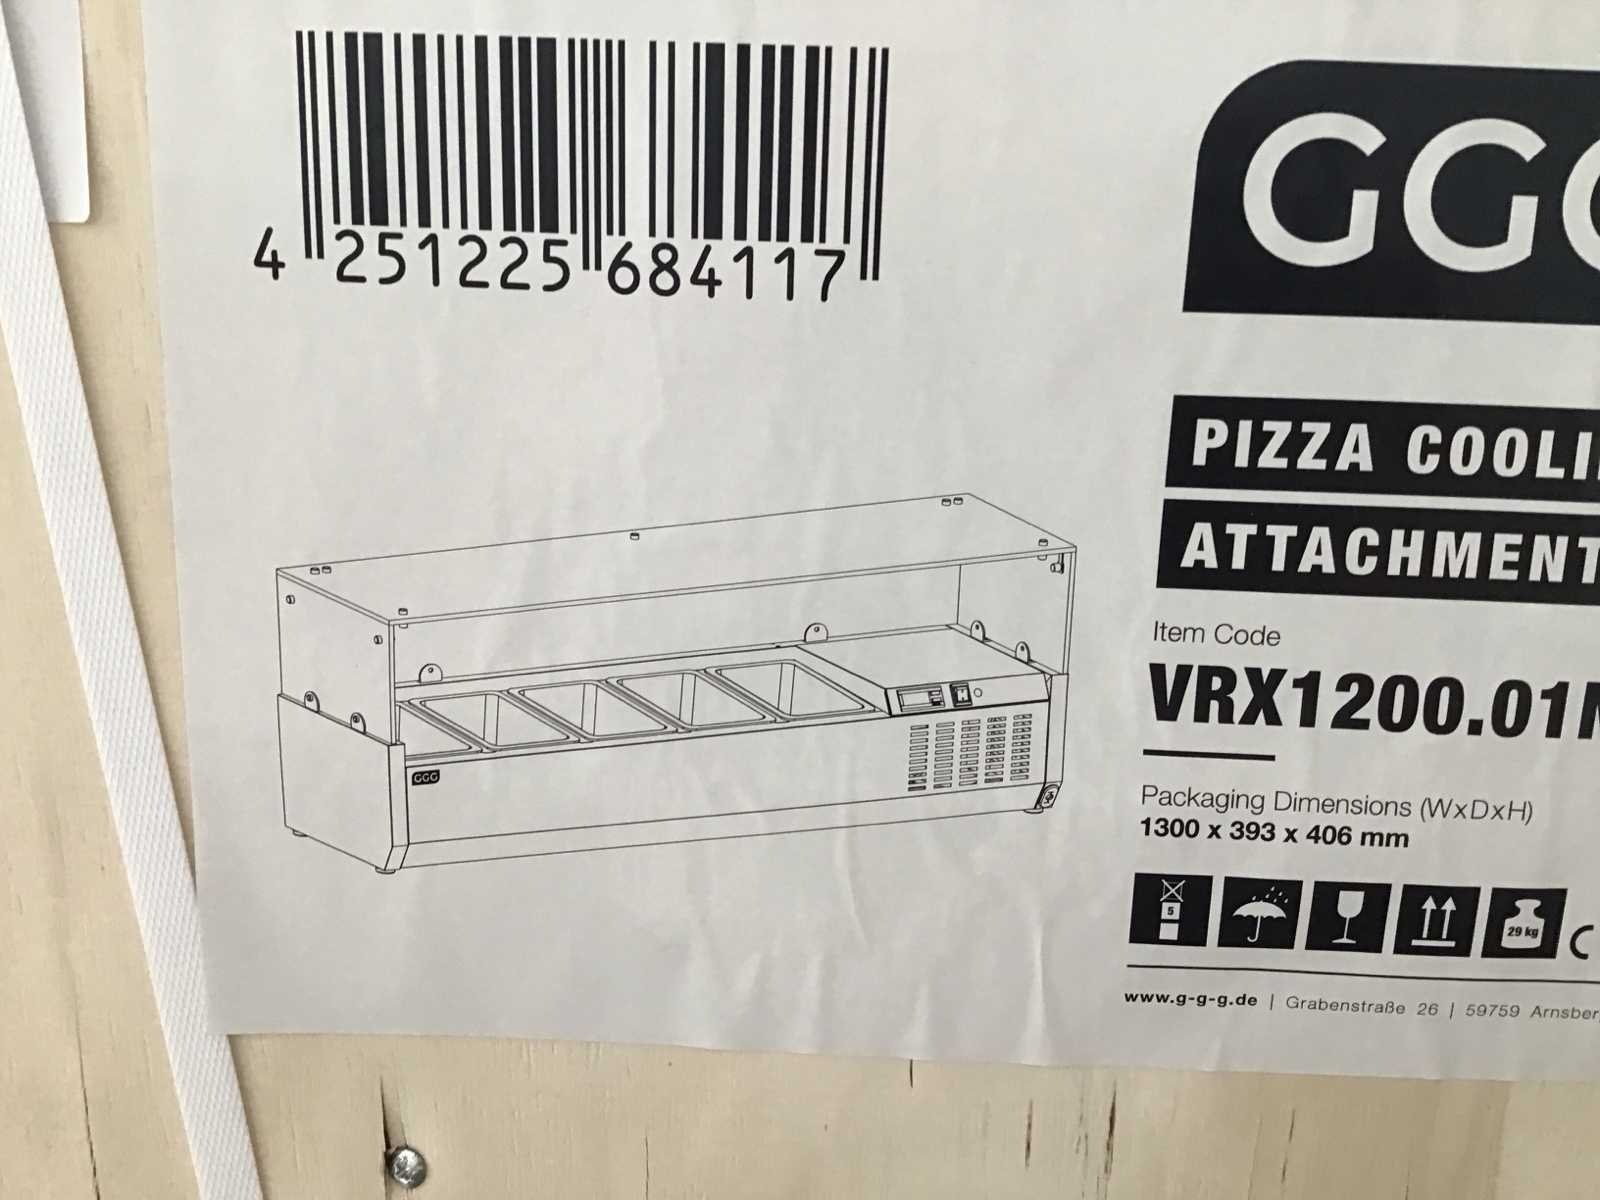 4 251225 684117
GGG
PIZZA COOLI
ATTACHMENT
Item Code
VRX1200.01
Packaging Dimensions (WxDxH)
1300 x 393 x 406 mm
5
29 kg
www.g-g-g.de | Grabenstraße 26 | 59759 Arnsber
GGG